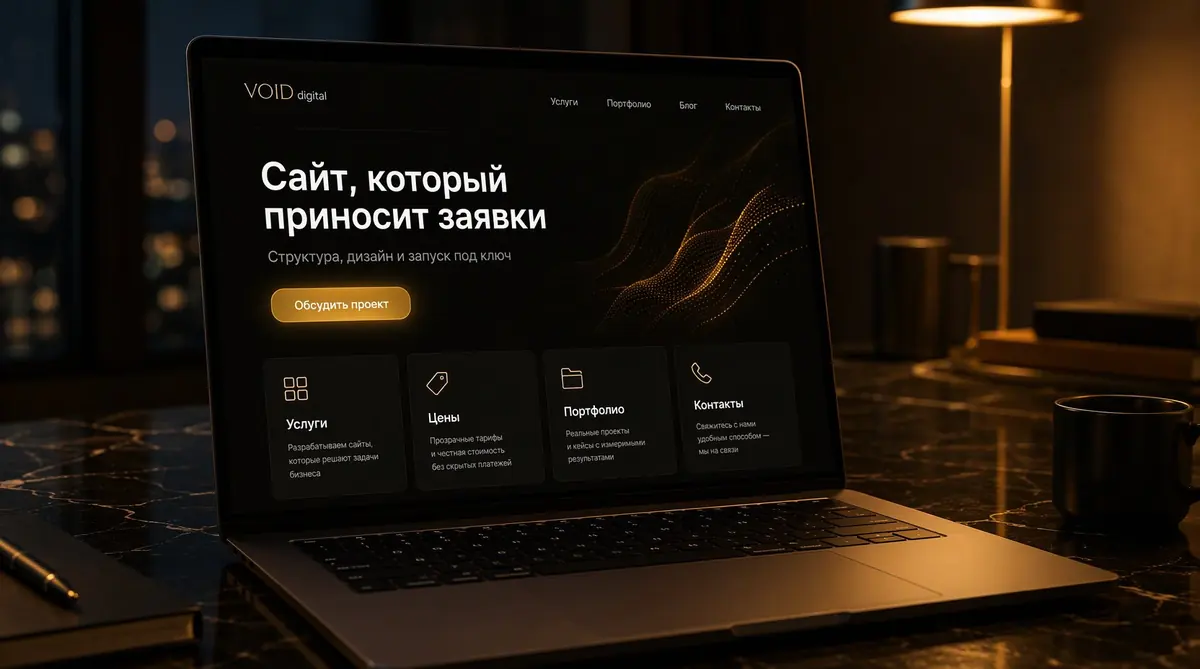 VOID digital
Услуги Портфолио Блог Контакты
Сайт, который
приносит заявки
Структура, дизайн и запуск под ключ
Обсудить проект
Услуги
Разрабатываем сайты,
которые решают задачи
бизнеса
Цены
Прозрачные тарифы
и честная стоимость
без скрытых платежей
Портфолио
Реальные проекты
и кейсы с измеримыми
результатами
Контакты
Свяжитесь с нами
удобным способом —
мы на связи